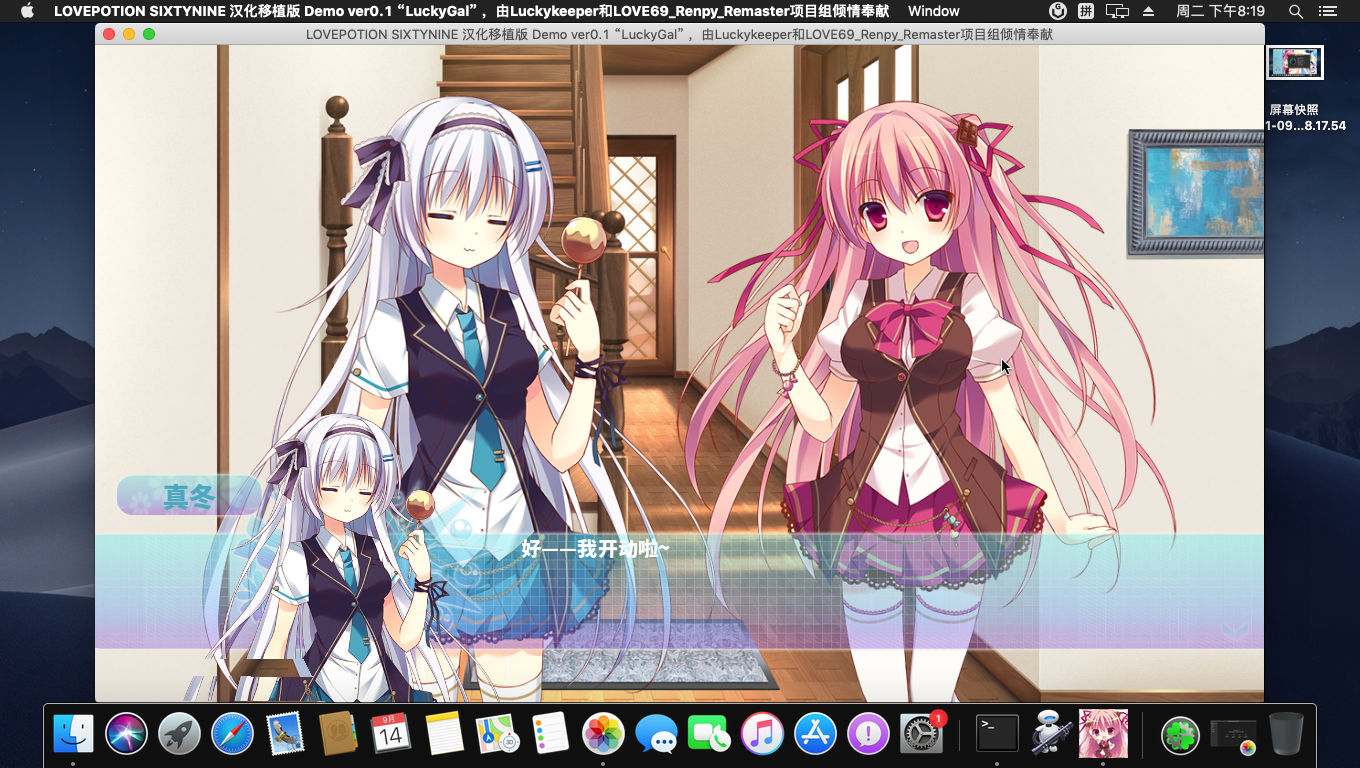 LOVEPOTION SIXTYNINE 汉化移植版 Demo ver0.1 “LuckyGal” ，由Luckykeeper和LOVE69_Renpy_Remaster项目组倾情奉献 Window 拼 周二 下午8:19
LOVEPOTION SIXTYNINE 汉化移植版 Demo ver0.1 “LuckyGal” ，由Luckykeeper和LOVE69_Renpy_Remaster项目组倾情奉献
屏幕快照
1-09...8.17.54
真冬
好——我开动啦~
9月
14
3D
1
>_